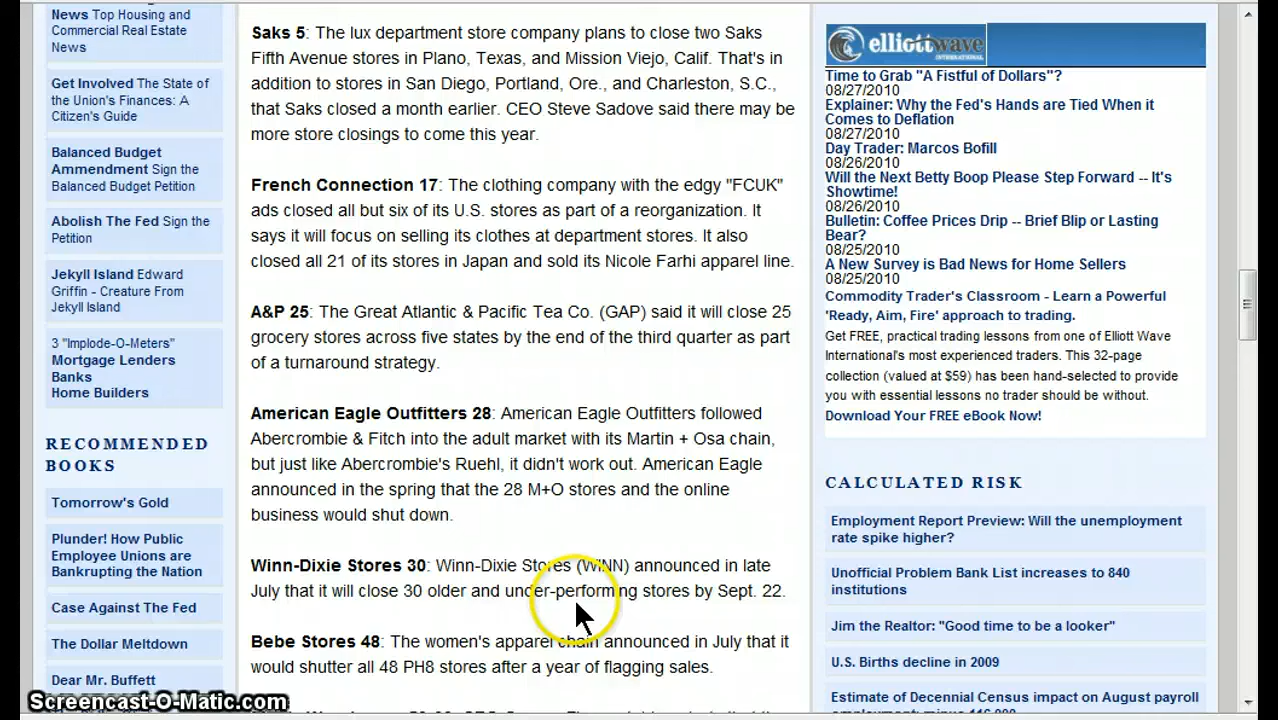 News Top Housing and
Commercial Real Estate
News
Get Involved The State of
the Union's Finances: A
Citizen's Guide
Balanced Budget
Ammendment Sign the
Balanced Budget Petition
Abolish The Fed Sign the
Petition
Jekyll Island Edward
Griffin - Creature From
Jekyll Island
3 "Implode-O-Meters"
Mortgage Lenders
Banks
Home Builders
RECOMMENDED
BOOKS
Tomorrow's Gold
Plunder! How Public
Employee Unions are
Bankrupting the Nation
Case Against The Fed
The Dollar Meltdown
Dear Mr. Buffett
Saks 5: The lux department store company plans to close two Saks
Fifth Avenue stores in Plano, Texas, and Mission Viejo, Calif. That's in
addition to stores in San Diego, Portland, Ore., and Charleston, S.C.,
that Saks closed a month earlier. CEO Steve Sadove said there may be
more store closings to come this year.
French Connection 17: The clothing company with the edgy "FCUK"
ads closed all but six of its U.S. stores as part of a reorganization. It
says it will focus on selling its clothes at department stores. It also
closed all 21 of its stores in Japan and sold its Nicole Farhi apparel line.
A&P 25: The Great Atlantic & Pacific Tea Co. (GAP) said it will close 25
grocery stores across five states by the end of the third quarter as part
of a turnaround strategy.
American Eagle Outfitters 28: American Eagle Outfitters followed
Abercrombie & Fitch into the adult market with its Martin + Osa chain,
but just like Abercrombie's Ruehl, it didn't work out. American Eagle
announced in the spring that the 28 M+O stores and the online
business would shut down.
Winn-Dixie Stores 30: Winn-Dixie Stores (WINN) announced in late
July that it will close 30 older and under-performing stores by Sept. 22.
Bebe Stores 48: The women's apparel chain announced in July that it
would shutter all 48 PH8 stores after a year of flagging sales.
elliottwave
INTERNATIONAL
Time to Grab "A Fistful of Dollars"?
08/27/2010
Explainer: Why the Fed's Hands are Tied When it
Comes to Deflation
08/27/2010
Day Trader: Marcos Bofill
08/26/2010
Will the Next Betty Boop Please Step Forward -- It's
Showtime!
08/26/2010
Bulletin: Coffee Prices Drip -- Brief Blip or Lasting
Bear?
08/25/2010
A New Survey is Bad News for Home Sellers
08/25/2010
Commodity Trader's Classroom - Learn a Powerful
'Ready, Aim, Fire' approach to trading.
Get FREE, practical trading lessons from one of Elliott Wave
International's most experienced traders. This 32-page
collection (valued at $59) has been hand-selected to provide
you with essential lessons no trader should be without.
Download Your FREE eBook Now!
CALCULATED RISK
Employment Report Preview: Will the unemployment
rate spike higher?
Unofficial Problem Bank List increases to 840
institutions
Jim the Realtor: "Good time to be a looker"
U.S. Births decline in 2009
Estimate of Decennial Census impact on August payroll
Screencast-O-Matic.com